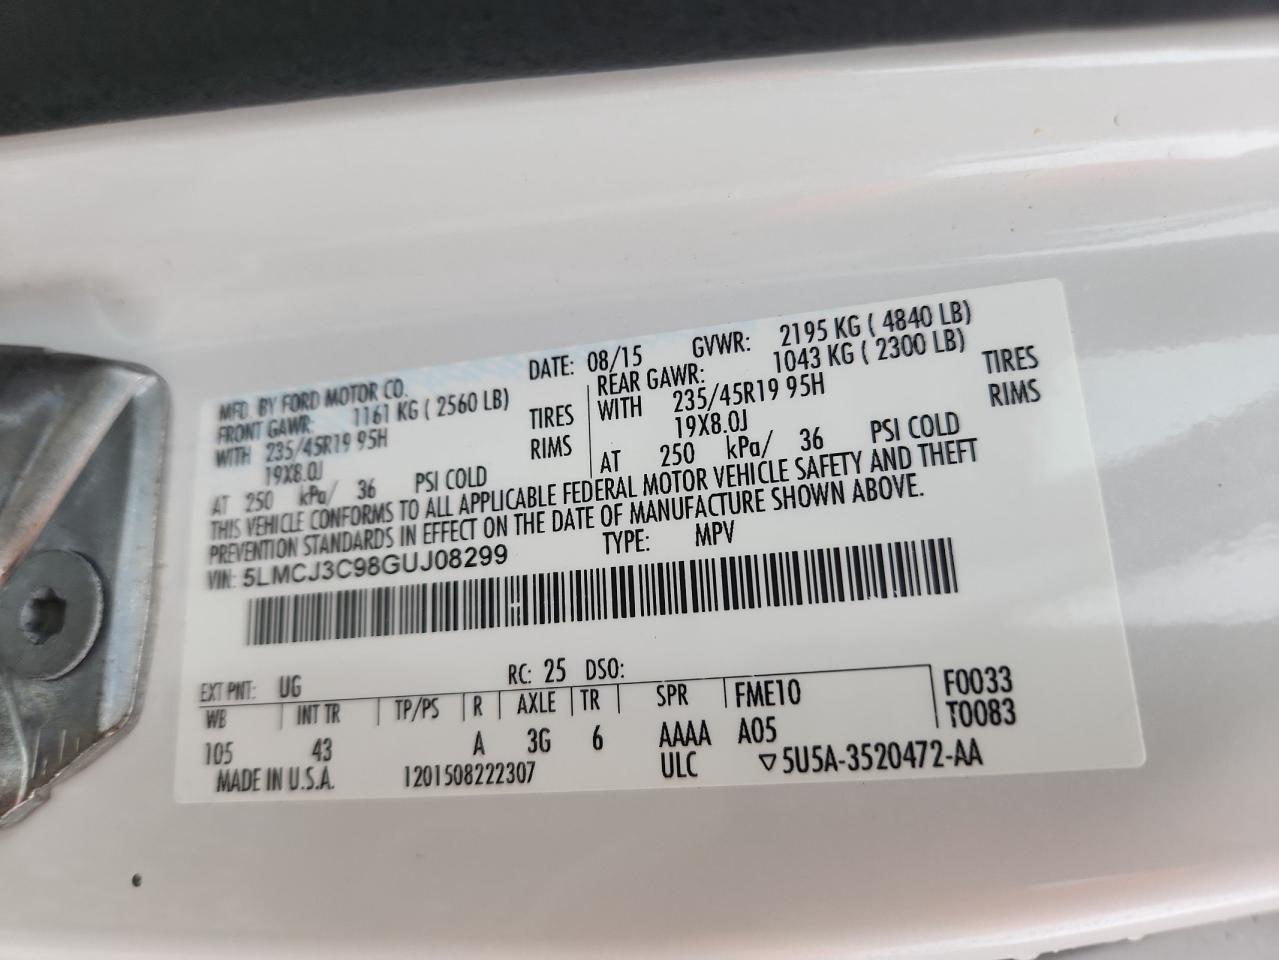 MFD. BY FORD MOTOR CO. DATE: 08/15 GVWR: 2195 KG ( 4840 LB)
FRONT GAWR: 1161 KG ( 2560 LB) REAR GAWR: 1043 KG ( 2300 LB)
WITH 235/45R19 95H TIRES WITH 235/45R19 95H TIRES
19X8.0J RIMS 19X8.0J RIMS
AT 250 kPa/ 36 PSI COLD AT 250 kPa/ 36 PSI COLD
THIS VEHICLE CONFORMS TO ALL APPLICABLE FEDERAL MOTOR VEHICLE SAFETY AND THEFT
PREVENTION STANDARDS IN EFFECT ON THE DATE OF MANUFACTURE SHOWN ABOVE.
VIN: 5LMCJ3C98GUJ08299 TYPE: MPV
EXT PNT: UG RC: 25 DSO:
WB INT TR TP/PS R AXLE TR SPR FME10 F0033
105 43 A 3G 6 AAAA A05 T0083
MADE IN U.S.A. 1201508222307 ULC ▽5U5A-3520472-AA